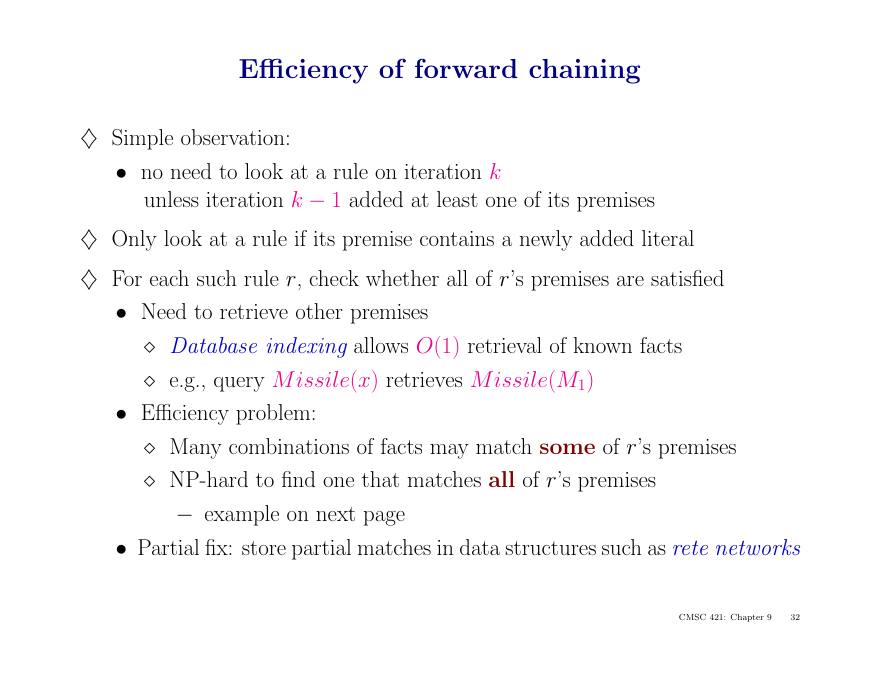 Efficiency of forward chaining
♢ Simple observation:
• no need to look at a rule on iteration k
unless iteration k − 1 added at least one of its premises
♢ Only look at a rule if its premise contains a newly added literal
♢ For each such rule r, check whether all of r's premises are satisfied
• Need to retrieve other premises
⋄ Database indexing allows O(1) retrieval of known facts
⋄ e.g., query Missile(x) retrieves Missile(M₁)
• Efficiency problem:
⋄ Many combinations of facts may match some of r's premises
⋄ NP-hard to find one that matches all of r's premises
− example on next page
• Partial fix: store partial matches in data structures such as rete networks
CMSC 421: Chapter 9 32